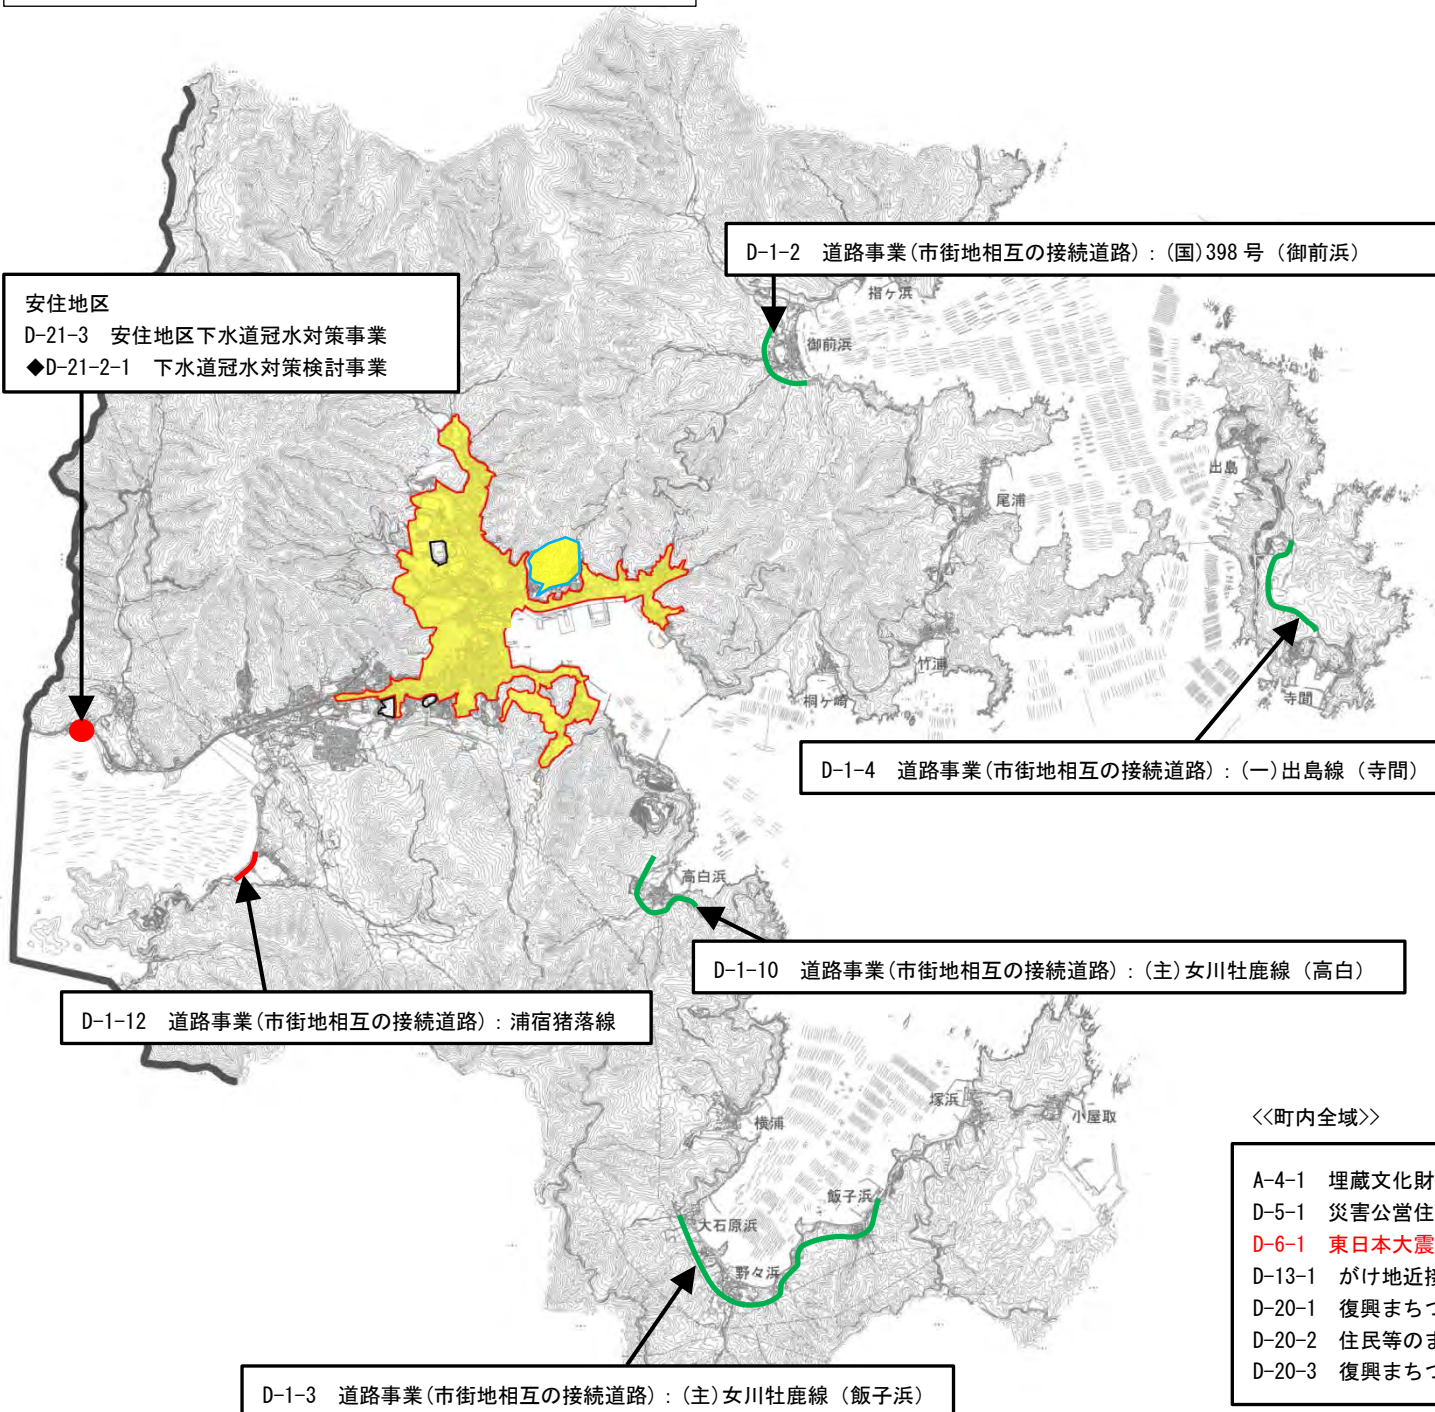 D-1-2　道路事業(市街地相互の接続道路)：(国)398号（御前浜）
指ケ浜
安住地区
D-21-3　安住地区下水道冠水対策事業
◆D-21-2-1　下水道冠水対策検討事業
御前浜
出島
尾浦
竹浦
桐ケ崎
寺間
D-1-4　道路事業(市街地相互の接続道路)：(一)出島線（寺間）
高白浜
D-1-10　道路事業(市街地相互の接続道路)：(主)女川牡鹿線（高白）
D-1-12　道路事業(市街地相互の接続道路)：浦宿猪落線
塚浜
小屋取
横浦
<<町内全域>>
飯子浜
大石原浜
野々浜
A-4-1　埋蔵文化財
D-5-1　災害公営住
D-6-1　東日本大震
D-13-1　がけ地近接
D-20-1　復興まちづ
D-20-2　住民等のま
D-20-3　復興まちづ
D-1-3　道路事業(市街地相互の接続道路)：(主)女川牡鹿線（飯子浜）